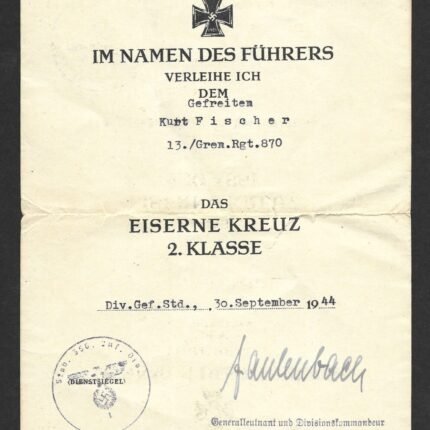 IM NAMEN DES FÜHRERS
VERLEIHE ICH
DEM
Gefreiten
Kurt Fischer
13./Gren.Rgt.870
DAS
EISERNE KREUZ
2. KLASSE
Div.Gef.Std., 30.September 1944
(DIENSTSIEGEL)
Generalleutnant und Divisionskommandeur